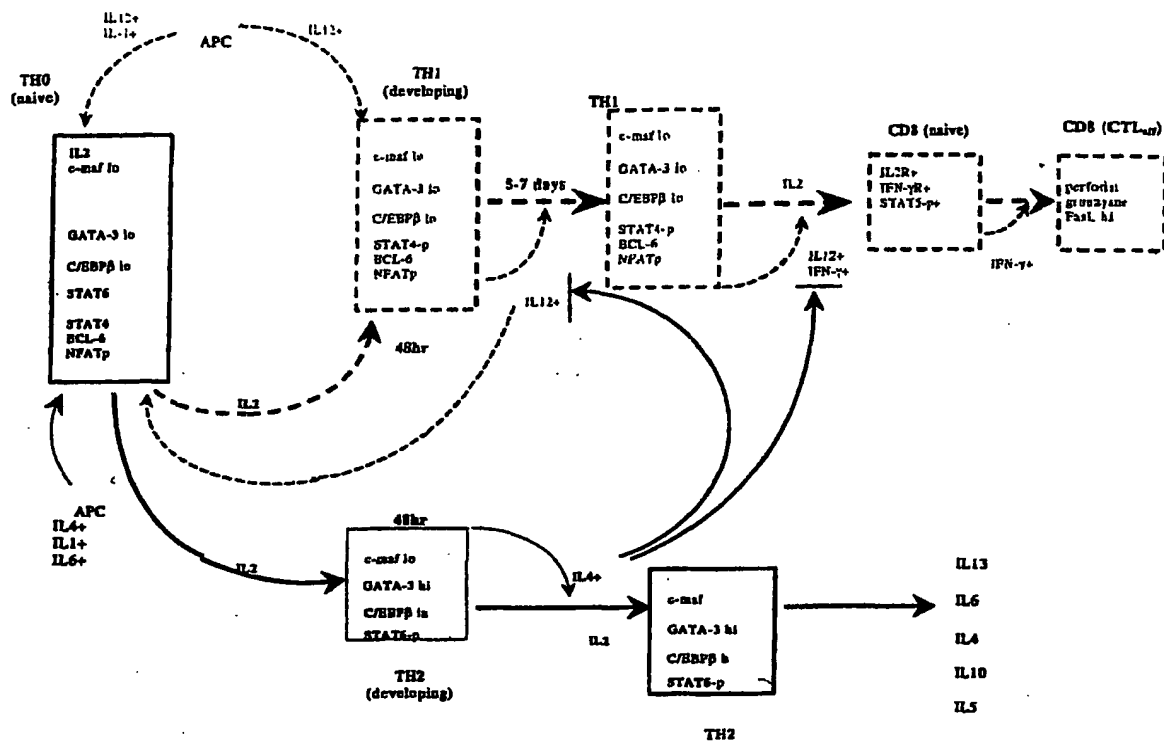 IL12+
APC
IL12+
TH0
(naive)
IL2
c-maf lo
GATA-3 lo
C/EBPβ lo
STAT6
STAT4
BCL-6
NFATp
TH1
(developing)
c-maf lo
GATA-3 lo
C/EBPβ lo
STAT4-p
BCL-6
NFATp
48hr
IL2
5-7 days
IL12+
TH1
c-maf lo
GATA-3 lo
C/EBPβ lo
STAT4-p
BCL-6
NFATp
IL2
IL12+
IFN-γ+
CD8 (naive)
IL2R+
IFN-γR+
STAT5-p+
IFN-γ+
CD8 (CTLeff)
perforin
granzyme
FasL hi
APC
IL4+
IL1+
IL6+
IL2
48hr
c-maf lo
GATA-3 hi
C/EBPβ
STAT6-p
TH2
(developing)
IL4+
IL2
c-maf
GATA-3 hi
C/EBPβ h
STAT6-p
TH2
IL13
IL6
IL4
IL10
IL5